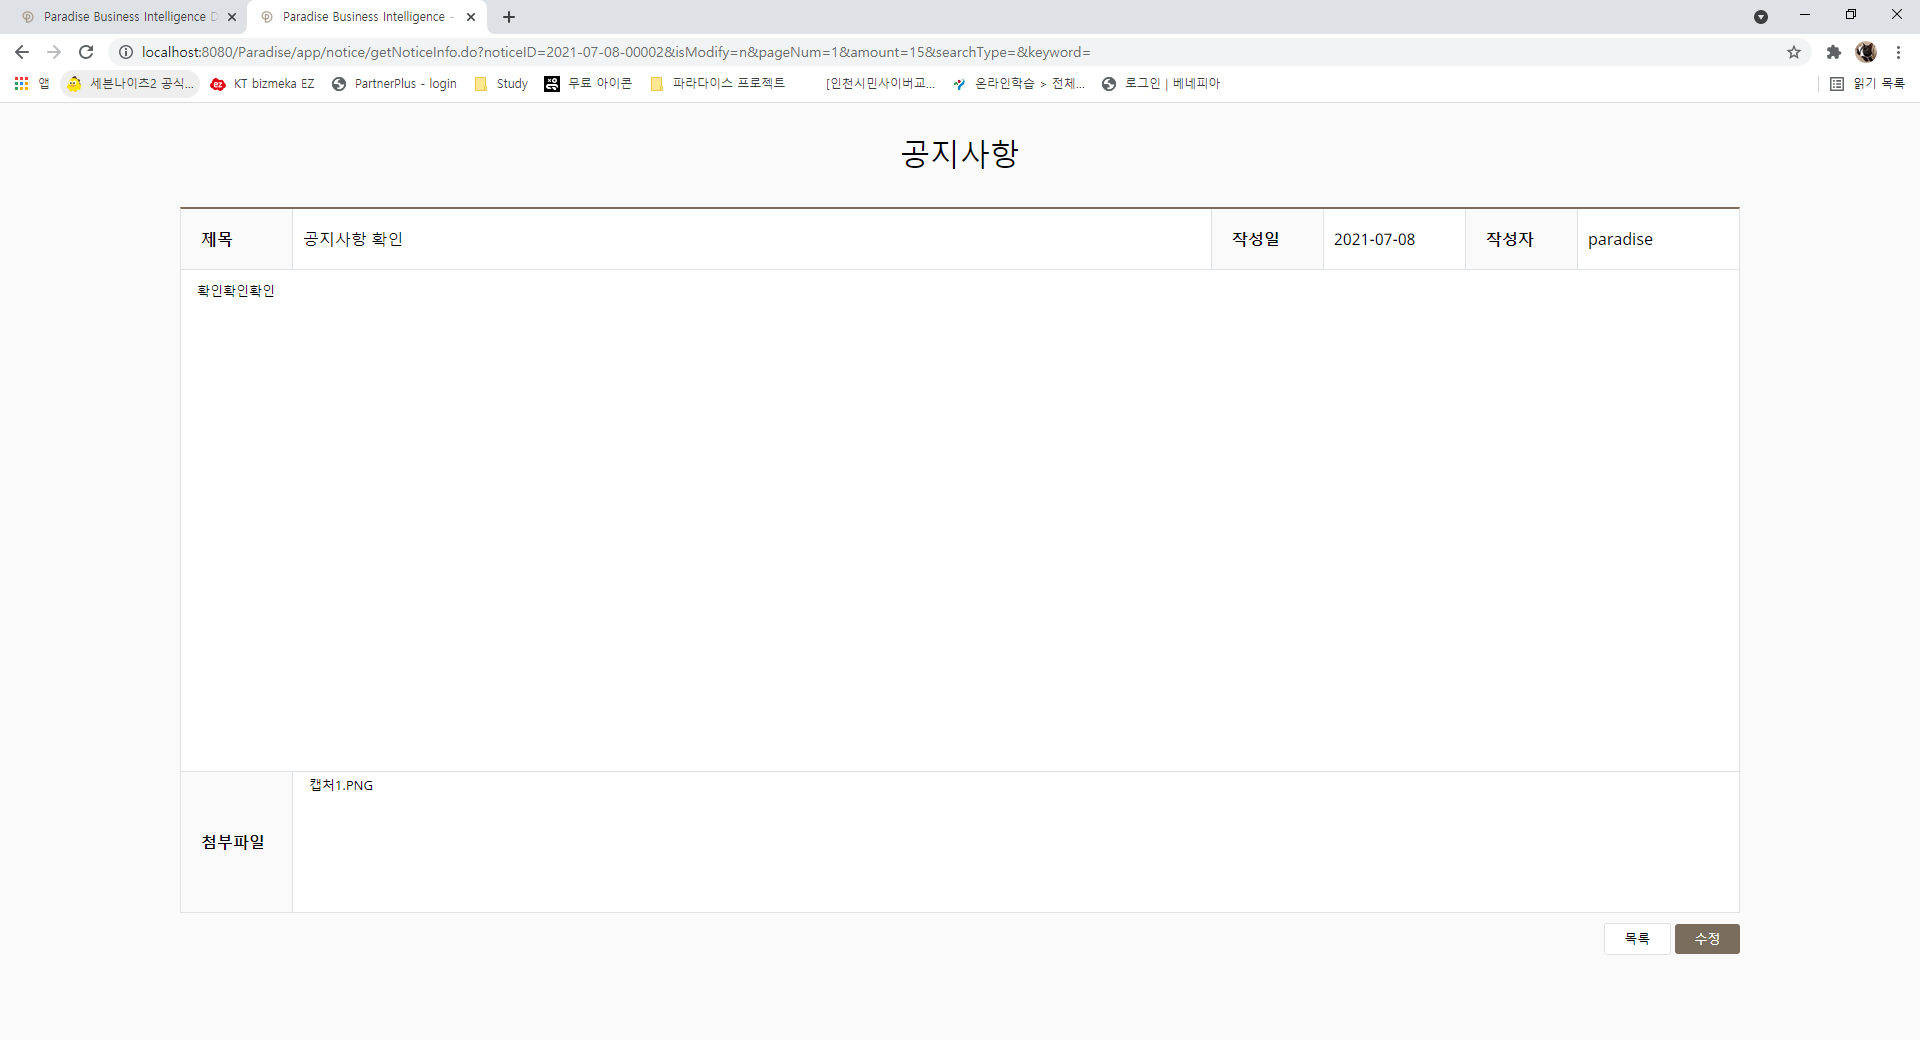 Paradise Business Intelligence D
Paradise Business Intelligence -
localhost:8080/Paradise/app/notice/getNoticeInfo.do?noticeID=2021-07-08-00002&isModify=n&pageNum=1&amount=15&searchType=&keyword=
앱 세븐나이츠2 공식... KT bizmeka EZ PartnerPlus - login Study 무료 아이콘 파라다이스 프로젝트 [인천시민사이버교... 온라인학습 > 전체... 로그인 | 베네피아 읽기 목록
공지사항
제목 공지사항 확인 작성일 2021-07-08 작성자 paradise
확인확인확인
첨부파일 캡처1.PNG
목록 수정